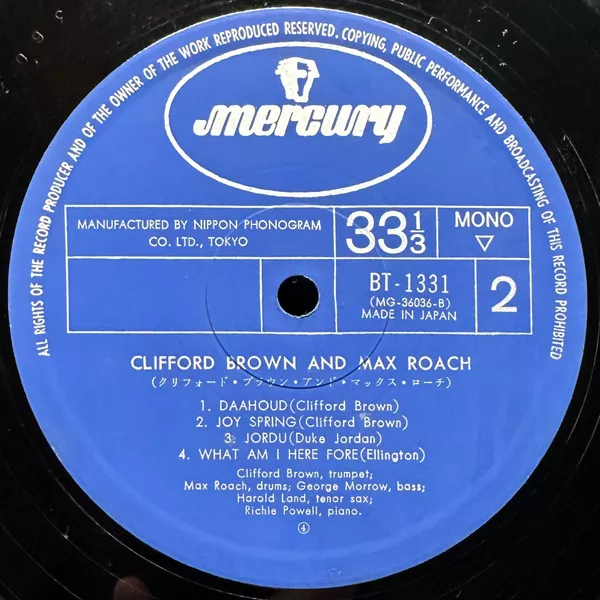 ALL RIGHTS OF THE RECORD PRODUCER AND OF THE OWNER OF THE WORK REPRODUCED RESERVED. COPYING, PUBLIC PERFORMANCE AND BROADCASTING OF THIS RECORD PROHIBITED
mercury
MANUFACTURED BY NIPPON PHONOGRAM
CO. LTD., TOKYO
33 1/3
MONO
▽
BT-1331
(MG-36036-B)
MADE IN JAPAN
2
CLIFFORD BROWN AND MAX ROACH
(クリフォード・ブラウン・アンド・マックス・ローチ)
1. DAAHOUD(Clifford Brown)
2. JOY SPRING(Clifford Brown)
3. JORDU(Duke Jordan)
4. WHAT AM I HERE FORE(Ellington)
Clifford Brown, trumpet;
Max Roach, drums; George Morrow, bass;
Harold Land, tenor sax;
Richie Powell, piano.
④